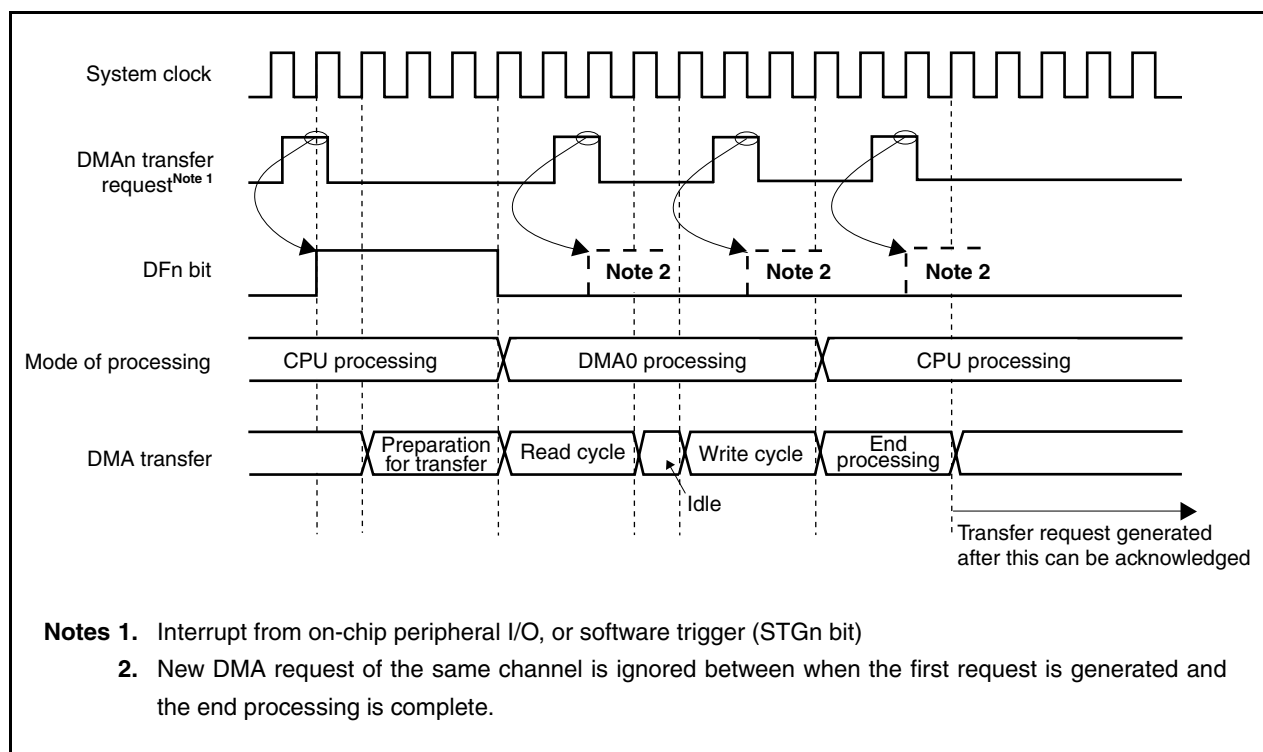 System clock
DMAn transfer
request Note 1
DFn bit
Note 2
Note 2
Note 2
Mode of processing
CPU processing
DMA0 processing
CPU processing
DMA transfer
Preparation
for transfer
Read cycle
Idle
Write cycle
End
processing
Transfer request generated
after this can be acknowledged
Notes 1. Interrupt from on-chip peripheral I/O, or software trigger (STGn bit)
2. New DMA request of the same channel is ignored between when the first request is generated and
the end processing is complete.